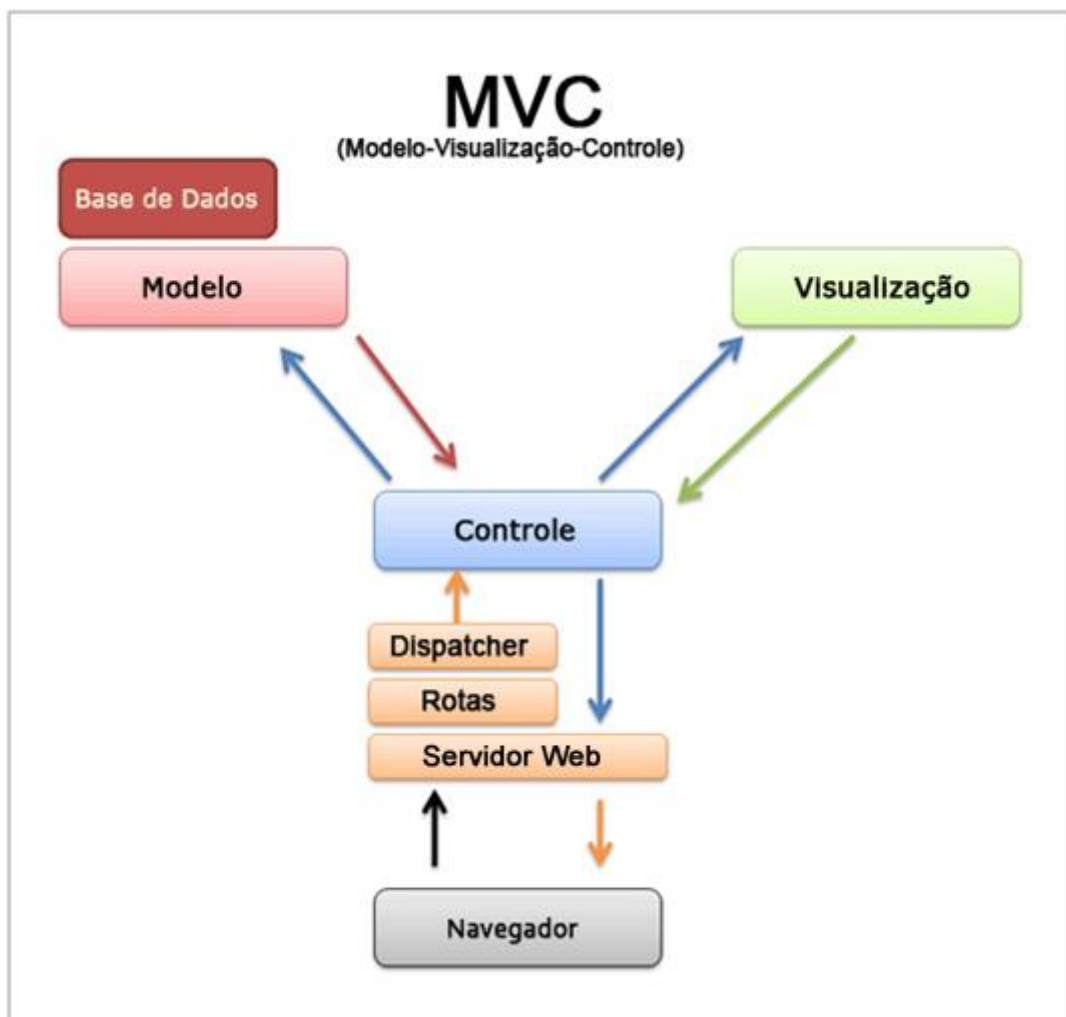 MVC
(Modelo-Visualização-Controle)
Base de Dados
Modelo
Visualização
Controle
Dispatcher
Rotas
Servidor Web
Navegador